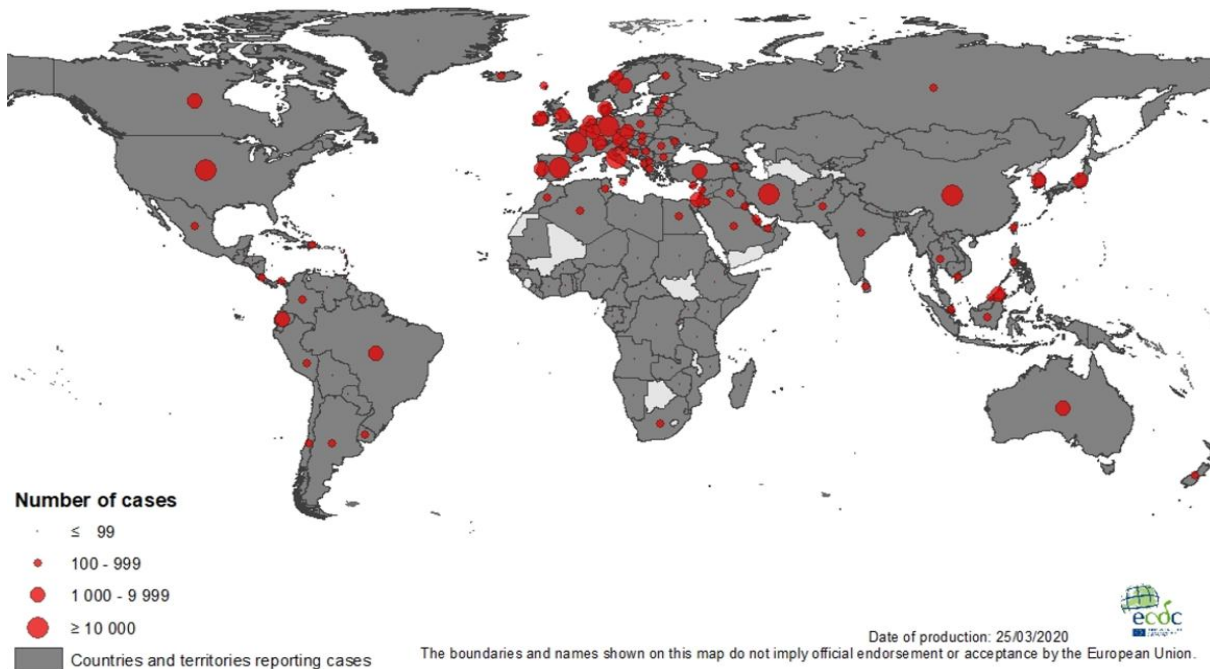 Number of cases
≤ 99
100 - 999
1 000 - 9 999
≥ 10 000
Countries and territories reporting cases
ecdc
Date of production: 25/03/2020
The boundaries and names shown on this map do not imply official endorsement or acceptance by the European Union.